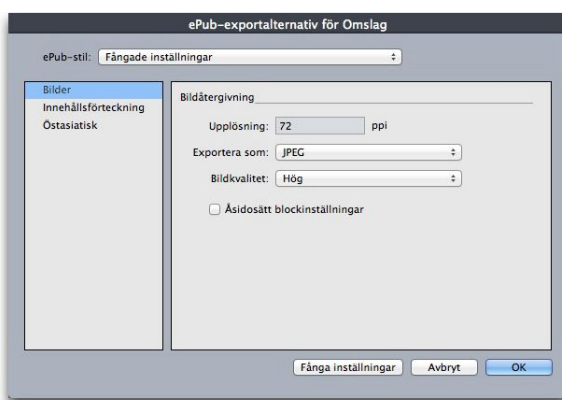 ePub-exportalternativ för Omslag
ePub-stil: Fångade inställningar
Bilder
Innehållsförteckning
Östasiatisk
Bildåtergivning
Upplösning: 72 ppi
Exportera som: JPEG
Bildkvalitet: Hög
Åsidosätt blockinställningar
Fånga inställningar Avbryt OK